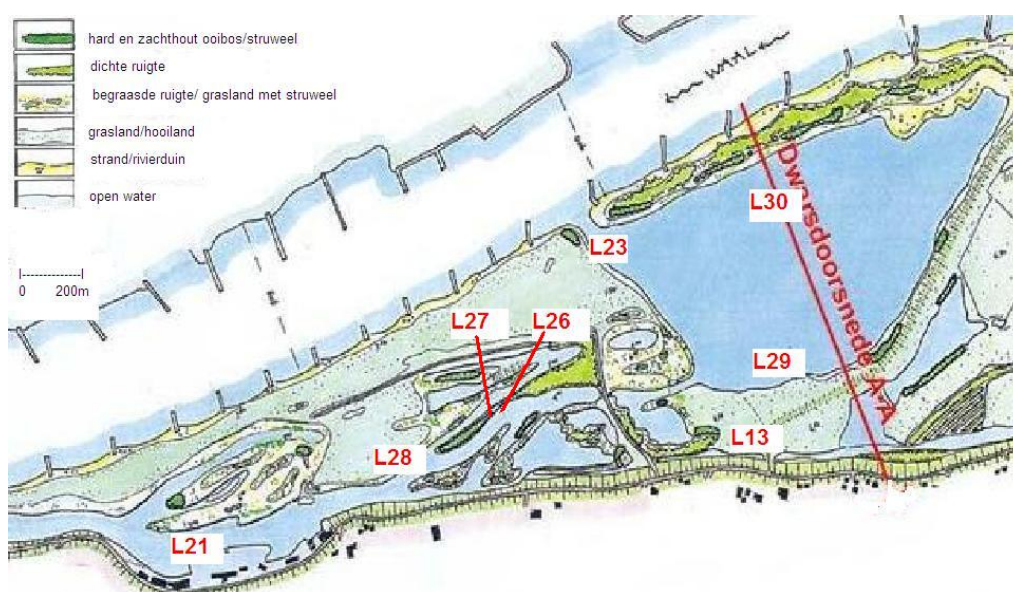 hard en zachthout ooibos/struweel
dichte ruigte
begraasde ruigte/ grasland met struweel
grasland/hooiland
strand/rivierduin
open water
0 200m
WAAL
Dwarsdoorsnede A-A
L30
L23
L27
L26
L29
L28
L13
L21